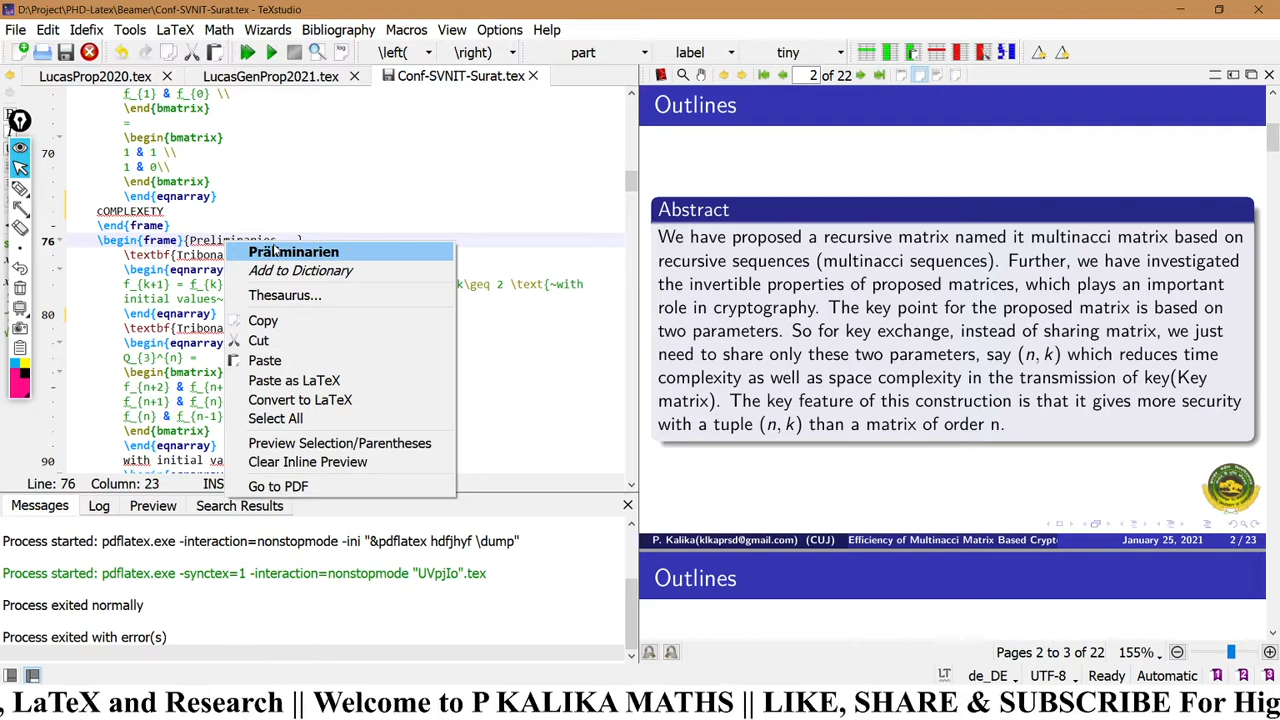 D:\Project\PHD-Latex\Beamer\Conf-SVNIT-Surat.tex - TeXstudio
File Edit Idefix Tools LaTeX Math Wizards Bibliography Macros View Options Help
\left( \right) part label tiny
LucasProp2020.tex LucasGenProp2021.tex Conf-SVNIT-Surat.tex
2 of 22
f_{1} & f_{0} \\
\end{bmatrix}
=
\begin{bmatrix}
70 1 & 1 \\
1 & 0\\
\end{bmatrix}
\end{eqnarray}
cOMPLEXETY
\end{frame}
76 \begin{frame}{Preliminaries...}
\textbf{Tribona
\begin{eqnarray
f_{k+1} = f_{k} k\geq 2 \text{~with
initial values~
80 \end{eqnarray
\textbf{Tribona
\begin{eqnarray
Q_{3}^{n} =
\begin{bmatrix}
f_{n+2} & f_{n+
f_{n+1} & f_{n}
f_{n} & f_{n-1}
\end{bmatrix}
\end{eqnarray}
90 with initial va
Präliminarien
Add to Dictionary
Thesaurus...
Copy
Cut
Paste
Paste as LaTeX
Convert to LaTeX
Select All
Preview Selection/Parentheses
Clear Inline Preview
Go to PDF
Line: 76 Column: 23 INS
Messages Log Preview Search Results
Process started: pdflatex.exe -interaction=nonstopmode -ini "&pdflatex hdfjhyf \dump"
Process started: pdflatex.exe -synctex=1 -interaction=nonstopmode "UVpjIo".tex
Process exited normally
Process exited with error(s)
Outlines
Abstract
We have proposed a recursive matrix named it multinacci matrix based on
recursive sequences (multinacci sequences). Further, we have investigated
the invertible properties of proposed matrices, which plays an important
role in cryptography. The key point for the proposed matrix is based on
two parameters. So for key exchange, instead of sharing matrix, we just
need to share only these two parameters, say (n, k) which reduces time
complexity as well as space complexity in the transmission of key(Key
matrix). The key feature of this construction is that it gives more security
with a tuple (n, k) than a matrix of order n.
P. Kalika(klkaprsd@gmail.com) (CUJ) Efficiency of Multinacci Matrix Based Crypto January 25, 2021 2 / 23
Outlines
Pages 2 to 3 of 22 155%
LT de_DE UTF-8 Ready Automatic 1 2 3
, LaTeX and Research || Welcome to P KALIKA MATHS || LIKE, SHARE & SUBSCRIBE For Hig